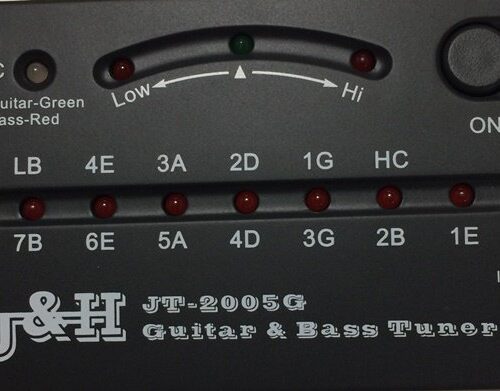 C
Low Hi
uitar-Green
ass-Red
ON
LB 4E 3A 2D 1G HC
7B 6E 5A 4D 3G 2B 1E
J&H JT-2005G
Guitar & Bass Tuner